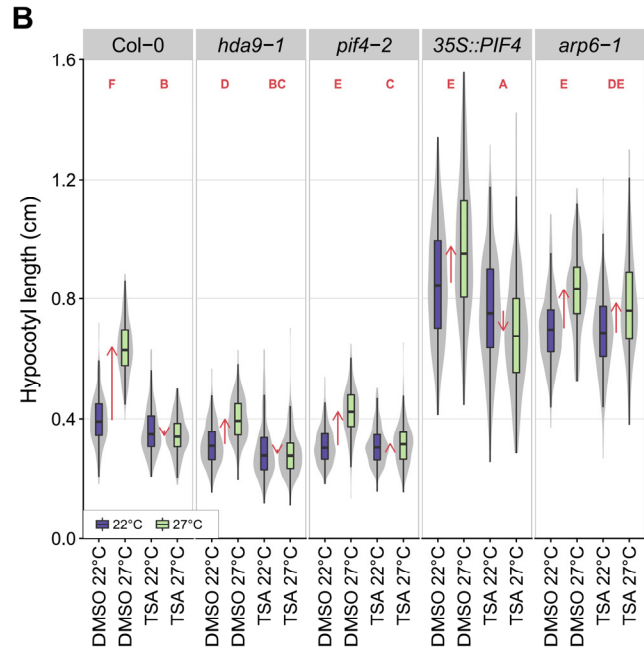 B
Col−0 hda9−1 pif4−2 35S::PIF4 arp6−1
F B D BC E C E A E DE
Hypocotyl length (cm)
1.6
1.2
0.8
0.4
0.0
22°C 27°C
DMSO 22°C
DMSO 27°C
TSA 22°C
TSA 27°C
DMSO 22°C
DMSO 27°C
TSA 22°C
TSA 27°C
DMSO 22°C
DMSO 27°C
TSA 22°C
TSA 27°C
DMSO 22°C
DMSO 27°C
TSA 22°C
TSA 27°C
DMSO 22°C
DMSO 27°C
TSA 22°C
TSA 27°C